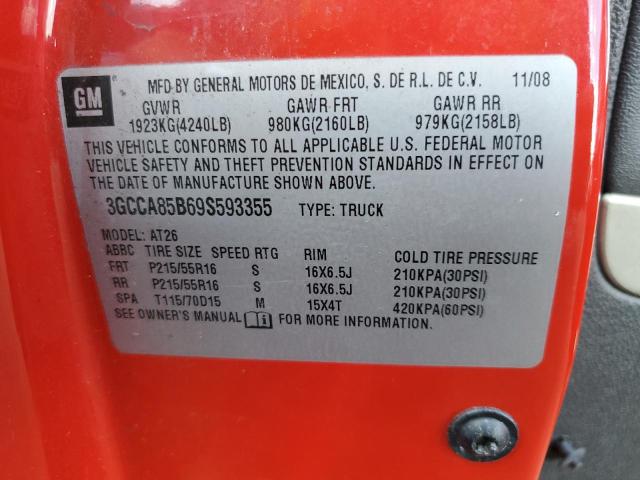 GM
MFD BY GENERAL MOTORS DE MEXICO, S. DE R.L. DE C.V. 11/08
GVWR GAWR FRT GAWR RR
1923KG(4240LB) 980KG(2160LB) 979KG(2158LB)
THIS VEHICLE CONFORMS TO ALL APPLICABLE U.S. FEDERAL MOTOR
VEHICLE SAFETY AND THEFT PREVENTION STANDARDS IN EFFECT ON
THE DATE OF MANUFACTURE SHOWN ABOVE.
3GCCA85B69S593355 TYPE: TRUCK
MODEL: AT26
ABBC TIRE SIZE SPEED RTG RIM COLD TIRE PRESSURE
FRT P215/55R16 S 16X6.5J 210KPA(30PSI)
RR P215/55R16 S 16X6.5J 210KPA(30PSI)
SPA T115/70D15 M 15X4T 420KPA(60PSI)
SEE OWNER'S MANUAL FOR MORE INFORMATION.